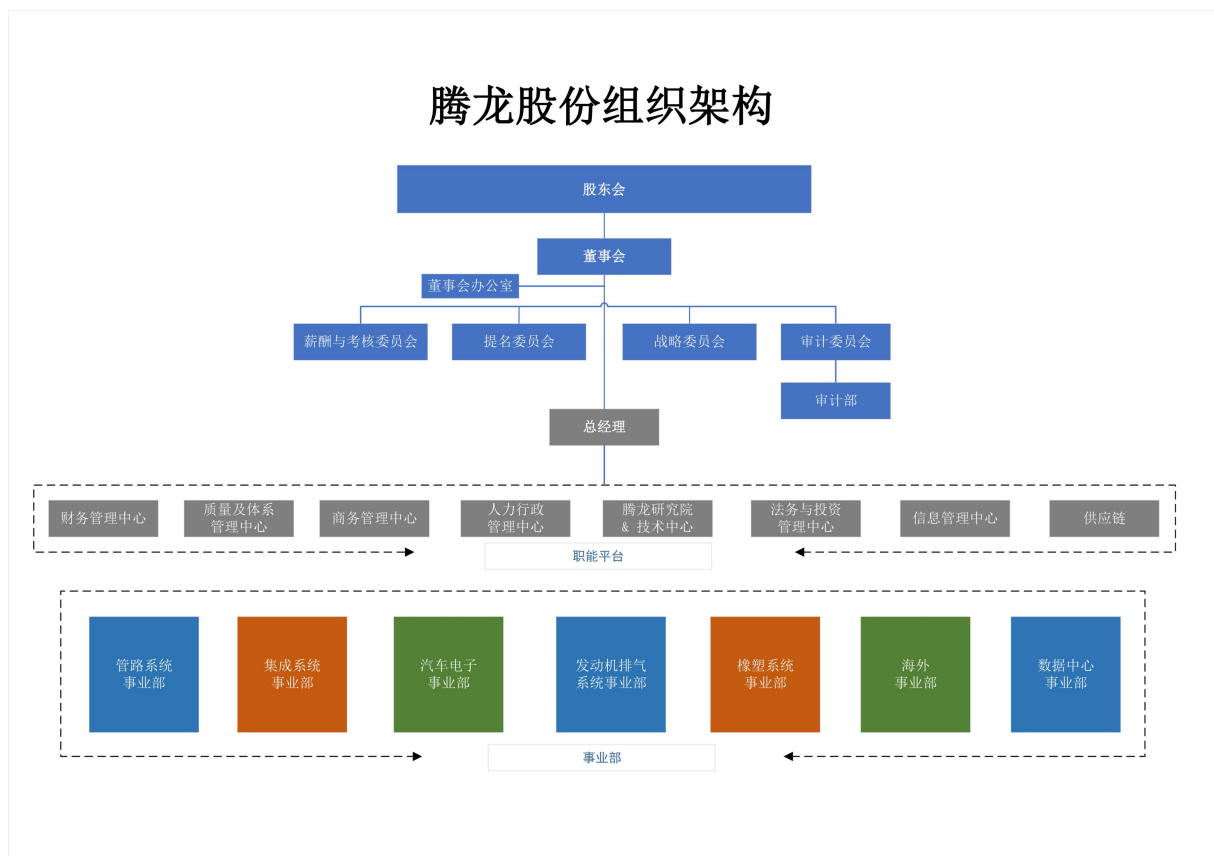 腾龙股份组织架构
股东会
董事会
董事会办公室
薪酬与考核委员会
提名委员会
战略委员会
审计委员会
审计部
总经理
财务管理中心
质量及体系
管理中心
商务管理中心
人力行政
管理中心
腾龙研究院
& 技术中心
法务与投资
管理中心
信息管理中心
供应链
职能平台
管路系统
事业部
集成系统
事业部
汽车电子
事业部
发动机排气
系统事业部
橡塑系统
事业部
海外
事业部
数据中心
事业部
事业部